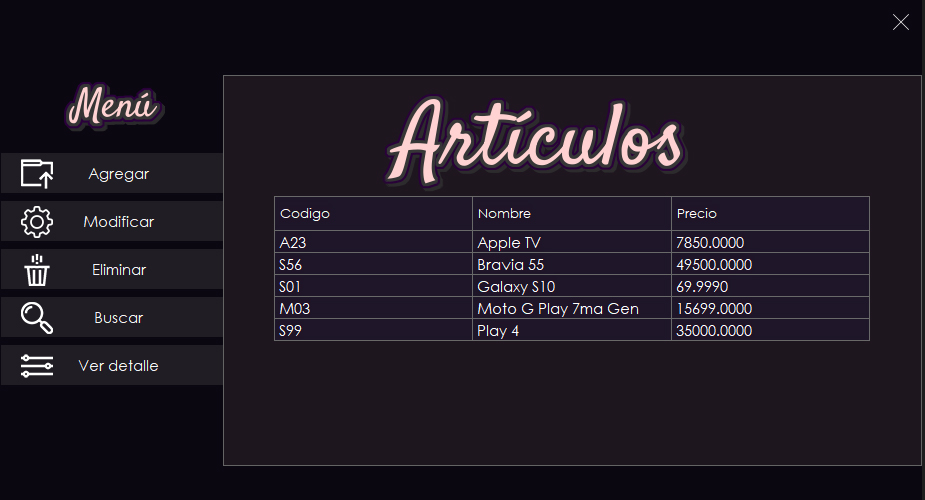 Menú
Agregar
Modificar
Eliminar
Buscar
Ver detalle
Artículos
Codigo Nombre Precio
A23 Apple TV 7850.0000
S56 Bravia 55 49500.0000
S01 Galaxy S10 69.9990
M03 Moto G Play 7ma Gen 15699.0000
S99 Play 4 35000.0000